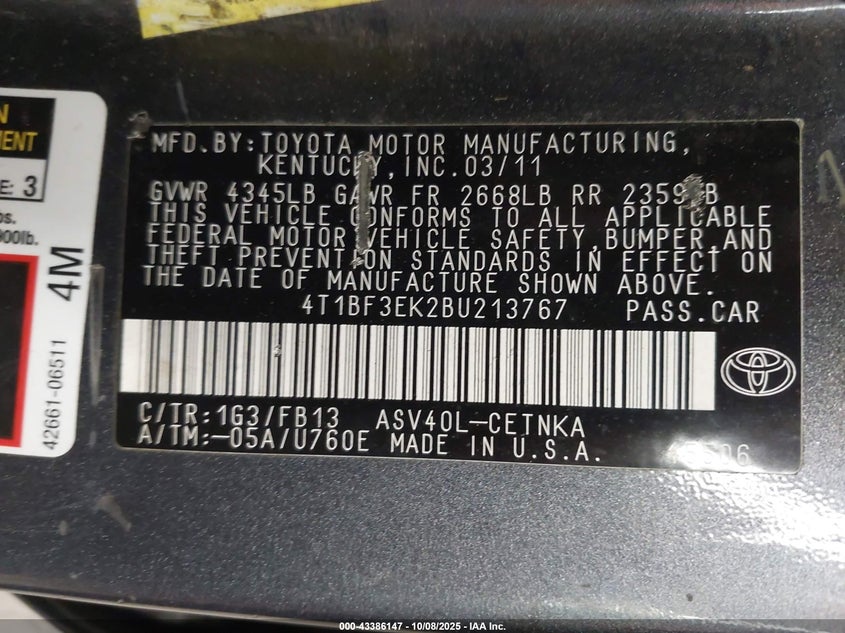 MFD. BY: TOYOTA MOTOR MANUFACTURING,
KENTUCKY, INC. 03/11
GVWR 4345LB GAWR FR 2668LB RR 2359LB
THIS VEHICLE CONFORMS TO ALL APPLICABLE
FEDERAL MOTOR VEHICLE SAFETY, BUMPER, AND
THEFT PREVENTION STANDARDS IN EFFECT ON
THE DATE OF MANUFACTURE SHOWN ABOVE.
4T1BF3EK2BU213767 PASS. CAR
C/TR: 1G3/FB13 ASV40L-CETNKA
A/TM: -05A/U760E MADE IN U.S.A.
3
900lb.
4M
42661-06511
000-43386147 - 10/08/2025 - IAA Inc.